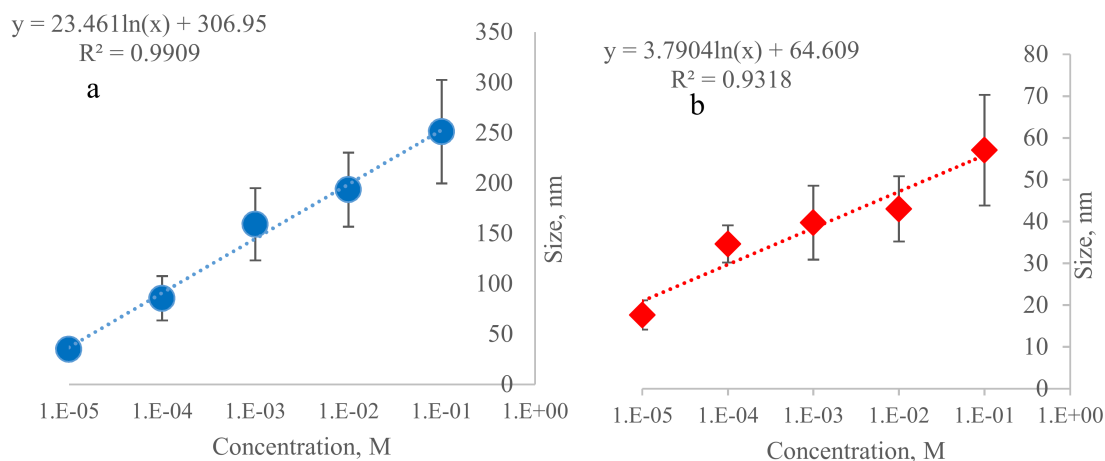 y = 23.461ln(x) + 306.95
R² = 0.9909
a
350
300
250
200
150
100
50
0
Size, nm
1.E-05 1.E-04 1.E-03 1.E-02 1.E-01 1.E+00
Concentration, M
y = 3.7904ln(x) + 64.609
R² = 0.9318
b
80
70
60
50
40
30
20
10
0
Size, nm
1.E-05 1.E-04 1.E-03 1.E-02 1.E-01 1.E+00
Concentration, M